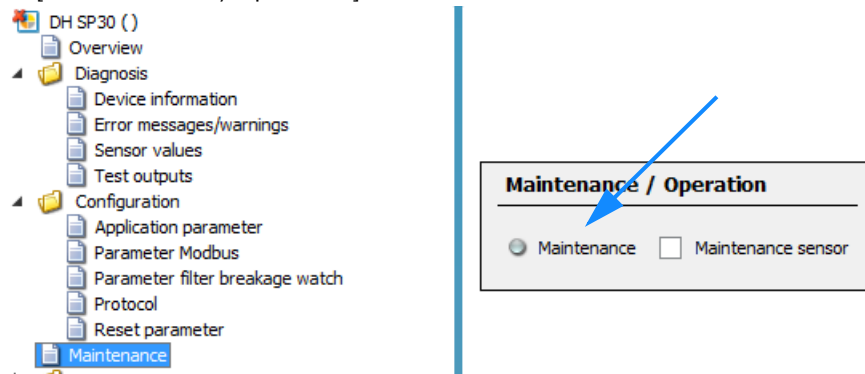 DH SP30 ( )
Overview
Diagnosis
Device information
Error messages/warnings
Sensor values
Test outputs
Configuration
Application parameter
Parameter Modbus
Parameter filter breakage watch
Protocol
Reset parameter
Maintenance
Maintenance / Operation
Maintenance Maintenance sensor